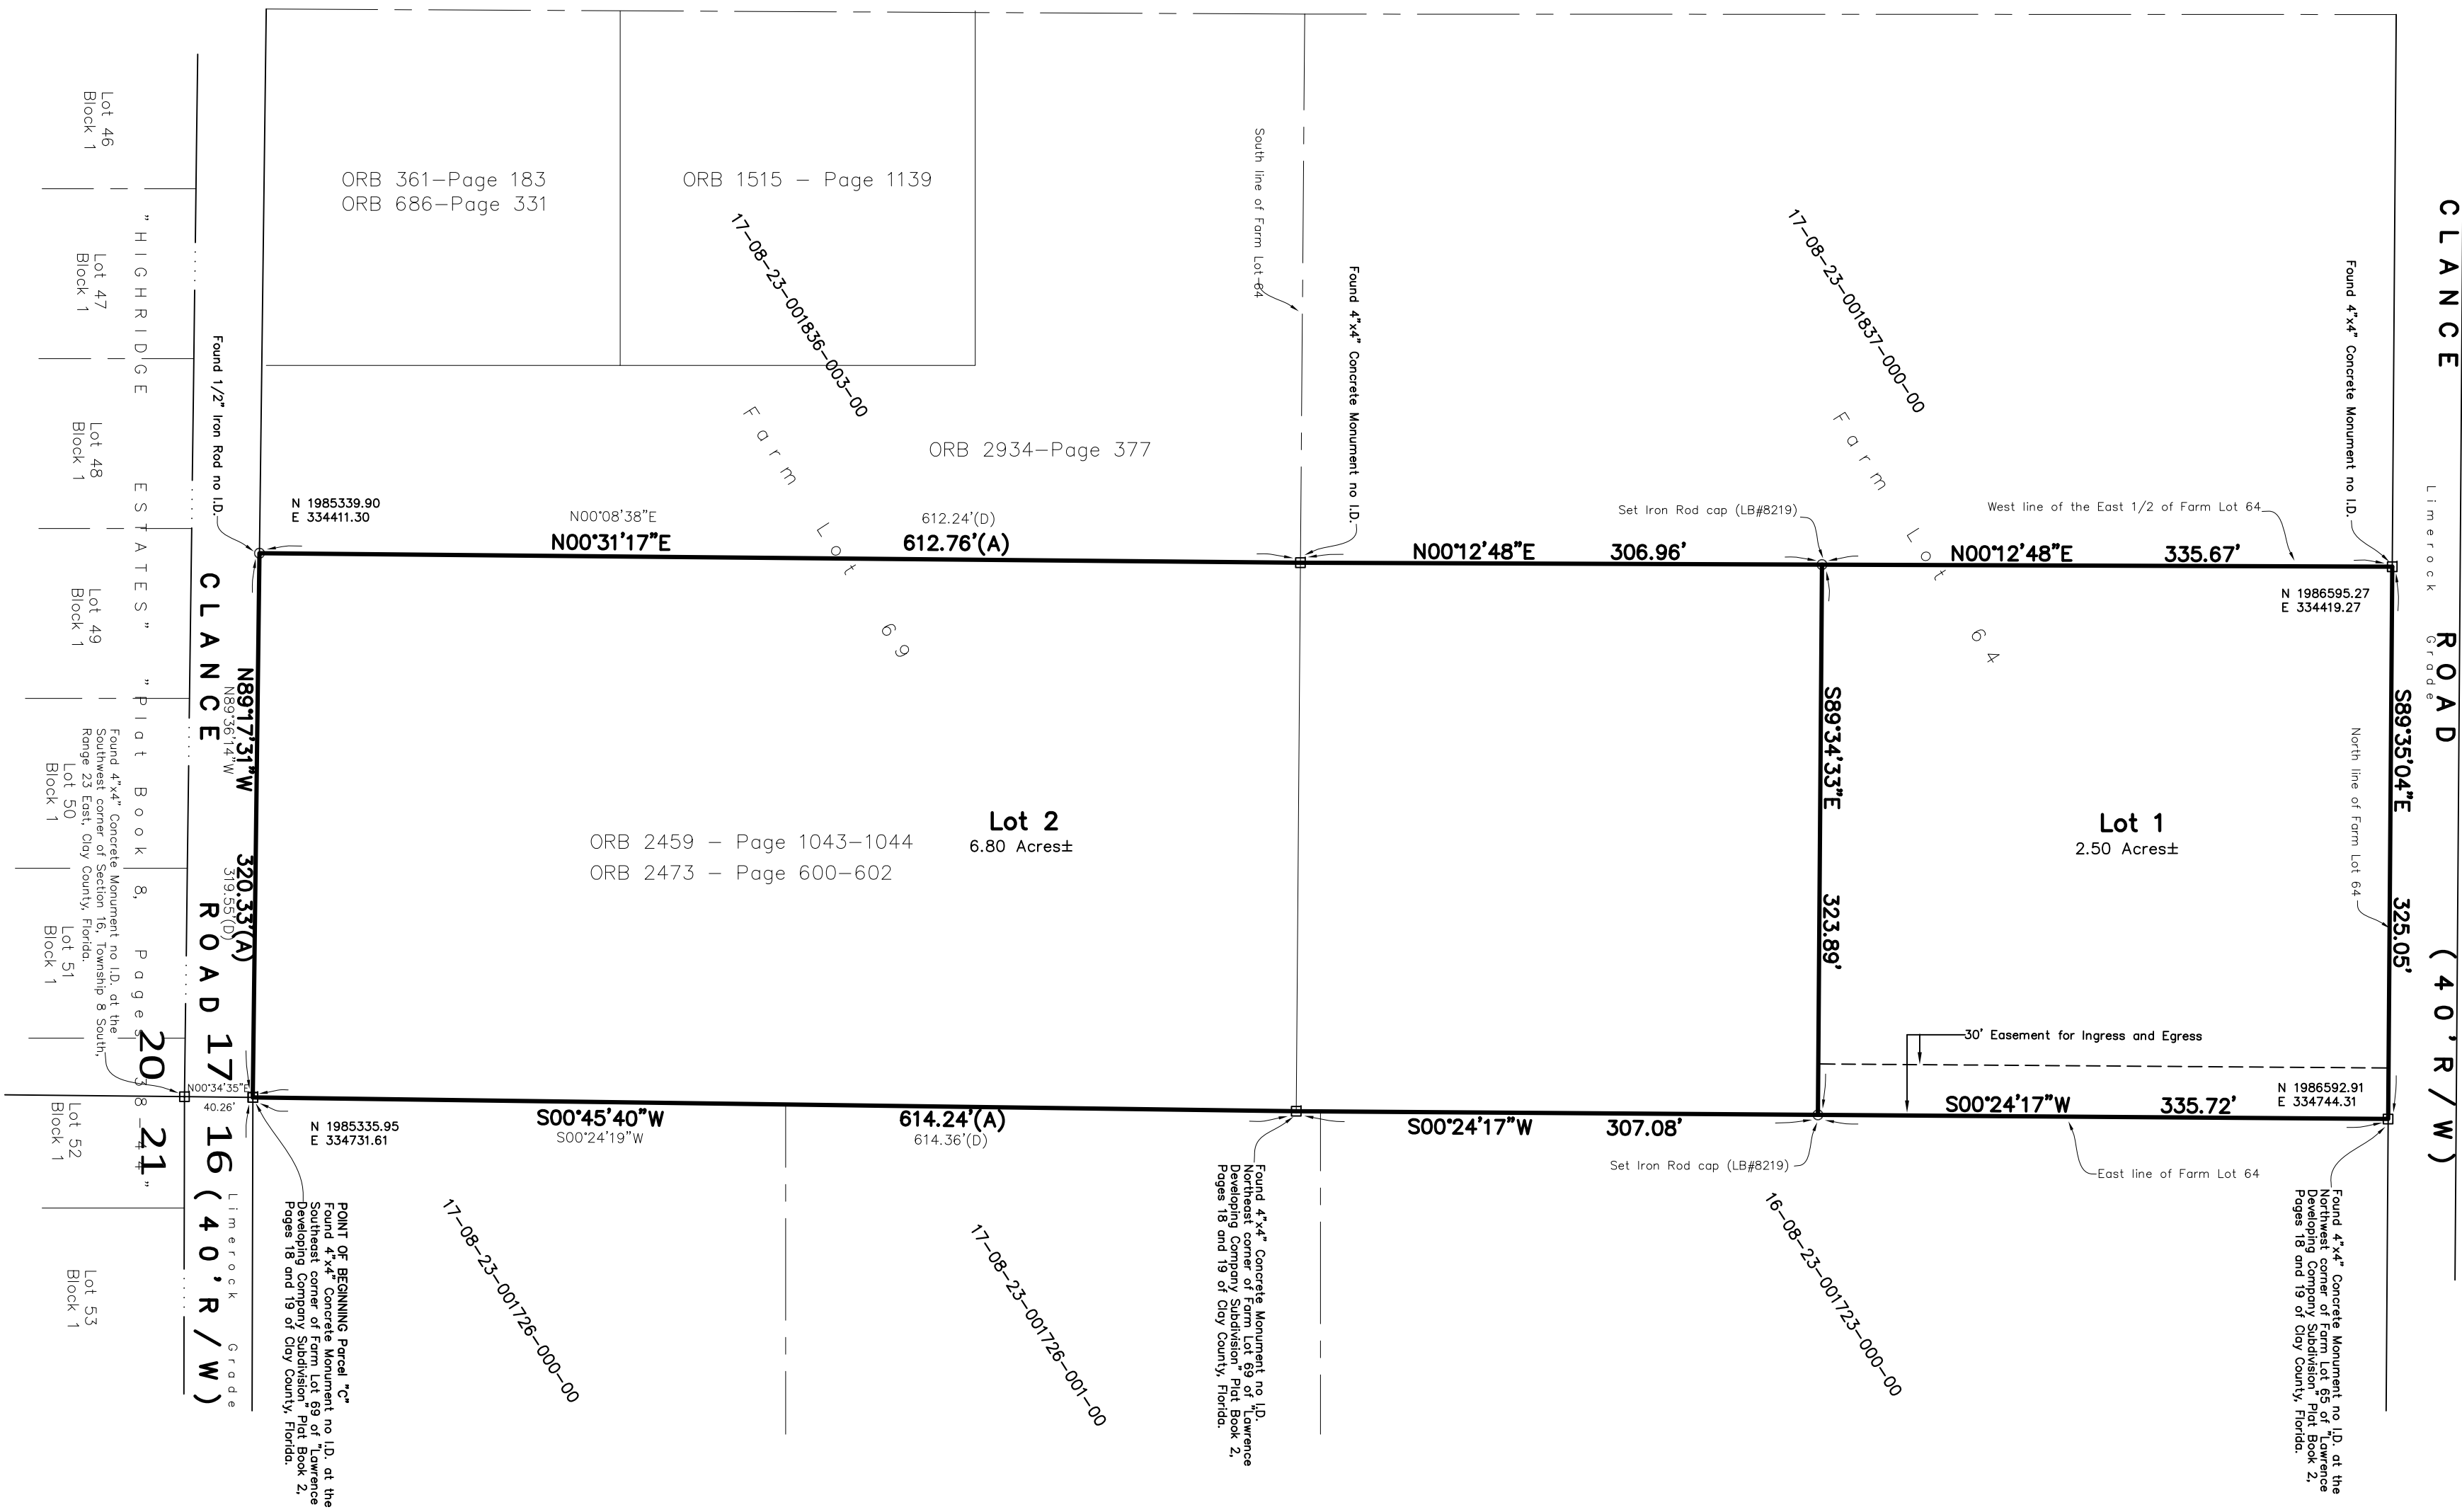 Lot 46
Block 1
Lot 47
Block 1
Lot 48
Block 1
Lot 49
Block 1
Lot 50
Block 1
Lot 51
Block 1
Lot 52
Block 1
Lot 53
Block 1
"HIGHRIDGE ESTATES" "Plat Book 8, Pages 38-44"
Found 4"x4" Concrete Monument no I.D. at the
Southwest corner of Section 16, Township 8 South,
Range 23 East, Clay County, Florida.
20
21
17
16
CLANCE ROAD (40'R/W)
Limerock Grade
N00°34'35"E
40.26'
Found 1/2" Iron Rod no I.D.
N89°17'31"W 320.33'(A)
N89°36'14"W 319.55'(D)
ORB 361-Page 183
ORB 686-Page 331
ORB 1515 - Page 1139
17-08-23-001836-003-00
Farm Lot 69
ORB 2934-Page 377
N 1985339.90
E 334411.30
N00°08'38"E 612.24'(D)
N00°31'17"E 612.76'(A)
South line of Farm Lot 64
Found 4"x4" Concrete Monument no I.D.
17-08-23-001837-000-00
Farm Lot 64
Set Iron Rod cap (LB#8219)
West line of the East 1/2 of Farm Lot 64
N00°12'48"E 306.96'
N00°12'48"E 335.67'
Found 4"x4" Concrete Monument no I.D.
N 1986595.27
E 334419.27
CLANCE ROAD (40'R/W)
Limerock Grade
S89°35'04"E 325.05'
North line of Farm Lot 64
S89°34'33"E 323.89'
Lot 2
6.80 Acres±
ORB 2459 - Page 1043-1044
ORB 2473 - Page 600-602
Lot 1
2.50 Acres±
30' Easement for Ingress and Egress
N 1986592.91
E 334744.31
N 1985335.95
E 334731.61
S00°45'40"W 614.24'(A)
S00°24'19"W 614.36'(D)
S00°24'17"W 307.08'
S00°24'17"W 335.72'
Set Iron Rod cap (LB#8219)
East line of Farm Lot 64
POINT OF BEGINNING Parcel "C"
Found 4"x4" Concrete Monument no I.D. at the
Southeast corner of Farm Lot 69 of "Lawrence
Developing Company Subdivision" Plat Book 2,
Pages 18 and 19 of Clay County, Florida.
17-08-23-001726-000-00
17-08-23-001726-001-00
Found 4"x4" Concrete Monument no I.D.
Northeast corner of Farm Lot 69 of "Lawrence
Developing Company Subdivision" Plat Book 2,
Pages 18 and 19 of Clay County, Florida.
16-08-23-001723-000-00
Found 4"x4" Concrete Monument no I.D. at the
Northwest corner of Farm Lot 65 of "Lawrence
Developing Company Subdivision" Plat Book 2,
Pages 18 and 19 of Clay County, Florida.